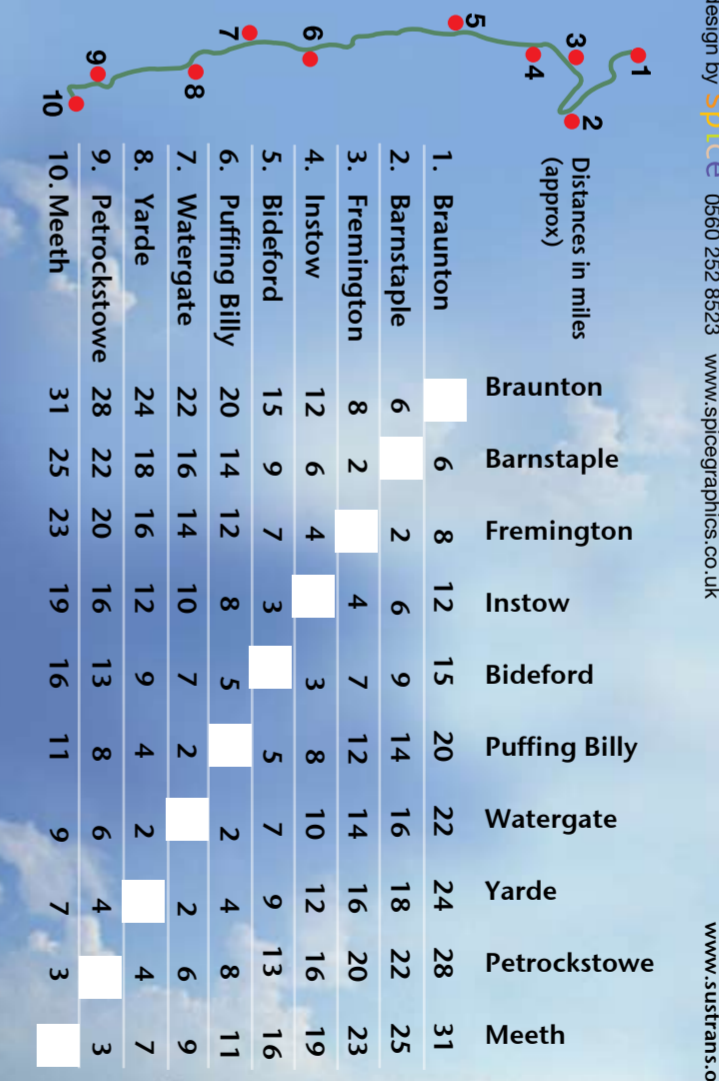 design by spice 0560 252 8523 www.spicegraphics.co.uk www.sustrans.o
1
2
3
4
5
6
7
8
9
10
Distances in miles
(approx)
Braunton Barnstaple Fremington Instow Bideford Puffing Billy Watergate Yarde Petrockstowe Meeth
1. Braunton 6 8 12 15 20 22 24 28 31
2. Barnstaple 6 2 6 9 14 16 18 22 25
3. Fremington 8 2 4 7 12 14 16 20 23
4. Instow 12 6 4 3 8 10 12 16 19
5. Bideford 15 9 7 3 5 7 9 13 16
6. Puffing Billy 20 14 12 8 5 2 4 8 11
7. Watergate 22 16 14 10 7 2 2 6 9
8. Yarde 24 18 16 12 9 4 2 4 7
9. Petrockstowe 28 22 20 16 13 8 6 4 3
10. Meeth 31 25 23 19 16 11 9 7 3